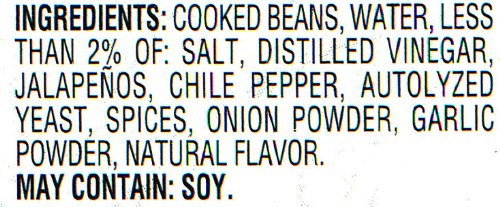 INGREDIENTS: COOKED BEANS, WATER, LESS
THAN 2% OF: SALT, DISTILLED VINEGAR,
JALAPEÑOS, CHILE PEPPER, AUTOLYZED
YEAST, SPICES, ONION POWDER, GARLIC
POWDER, NATURAL FLAVOR.
MAY CONTAIN: SOY.